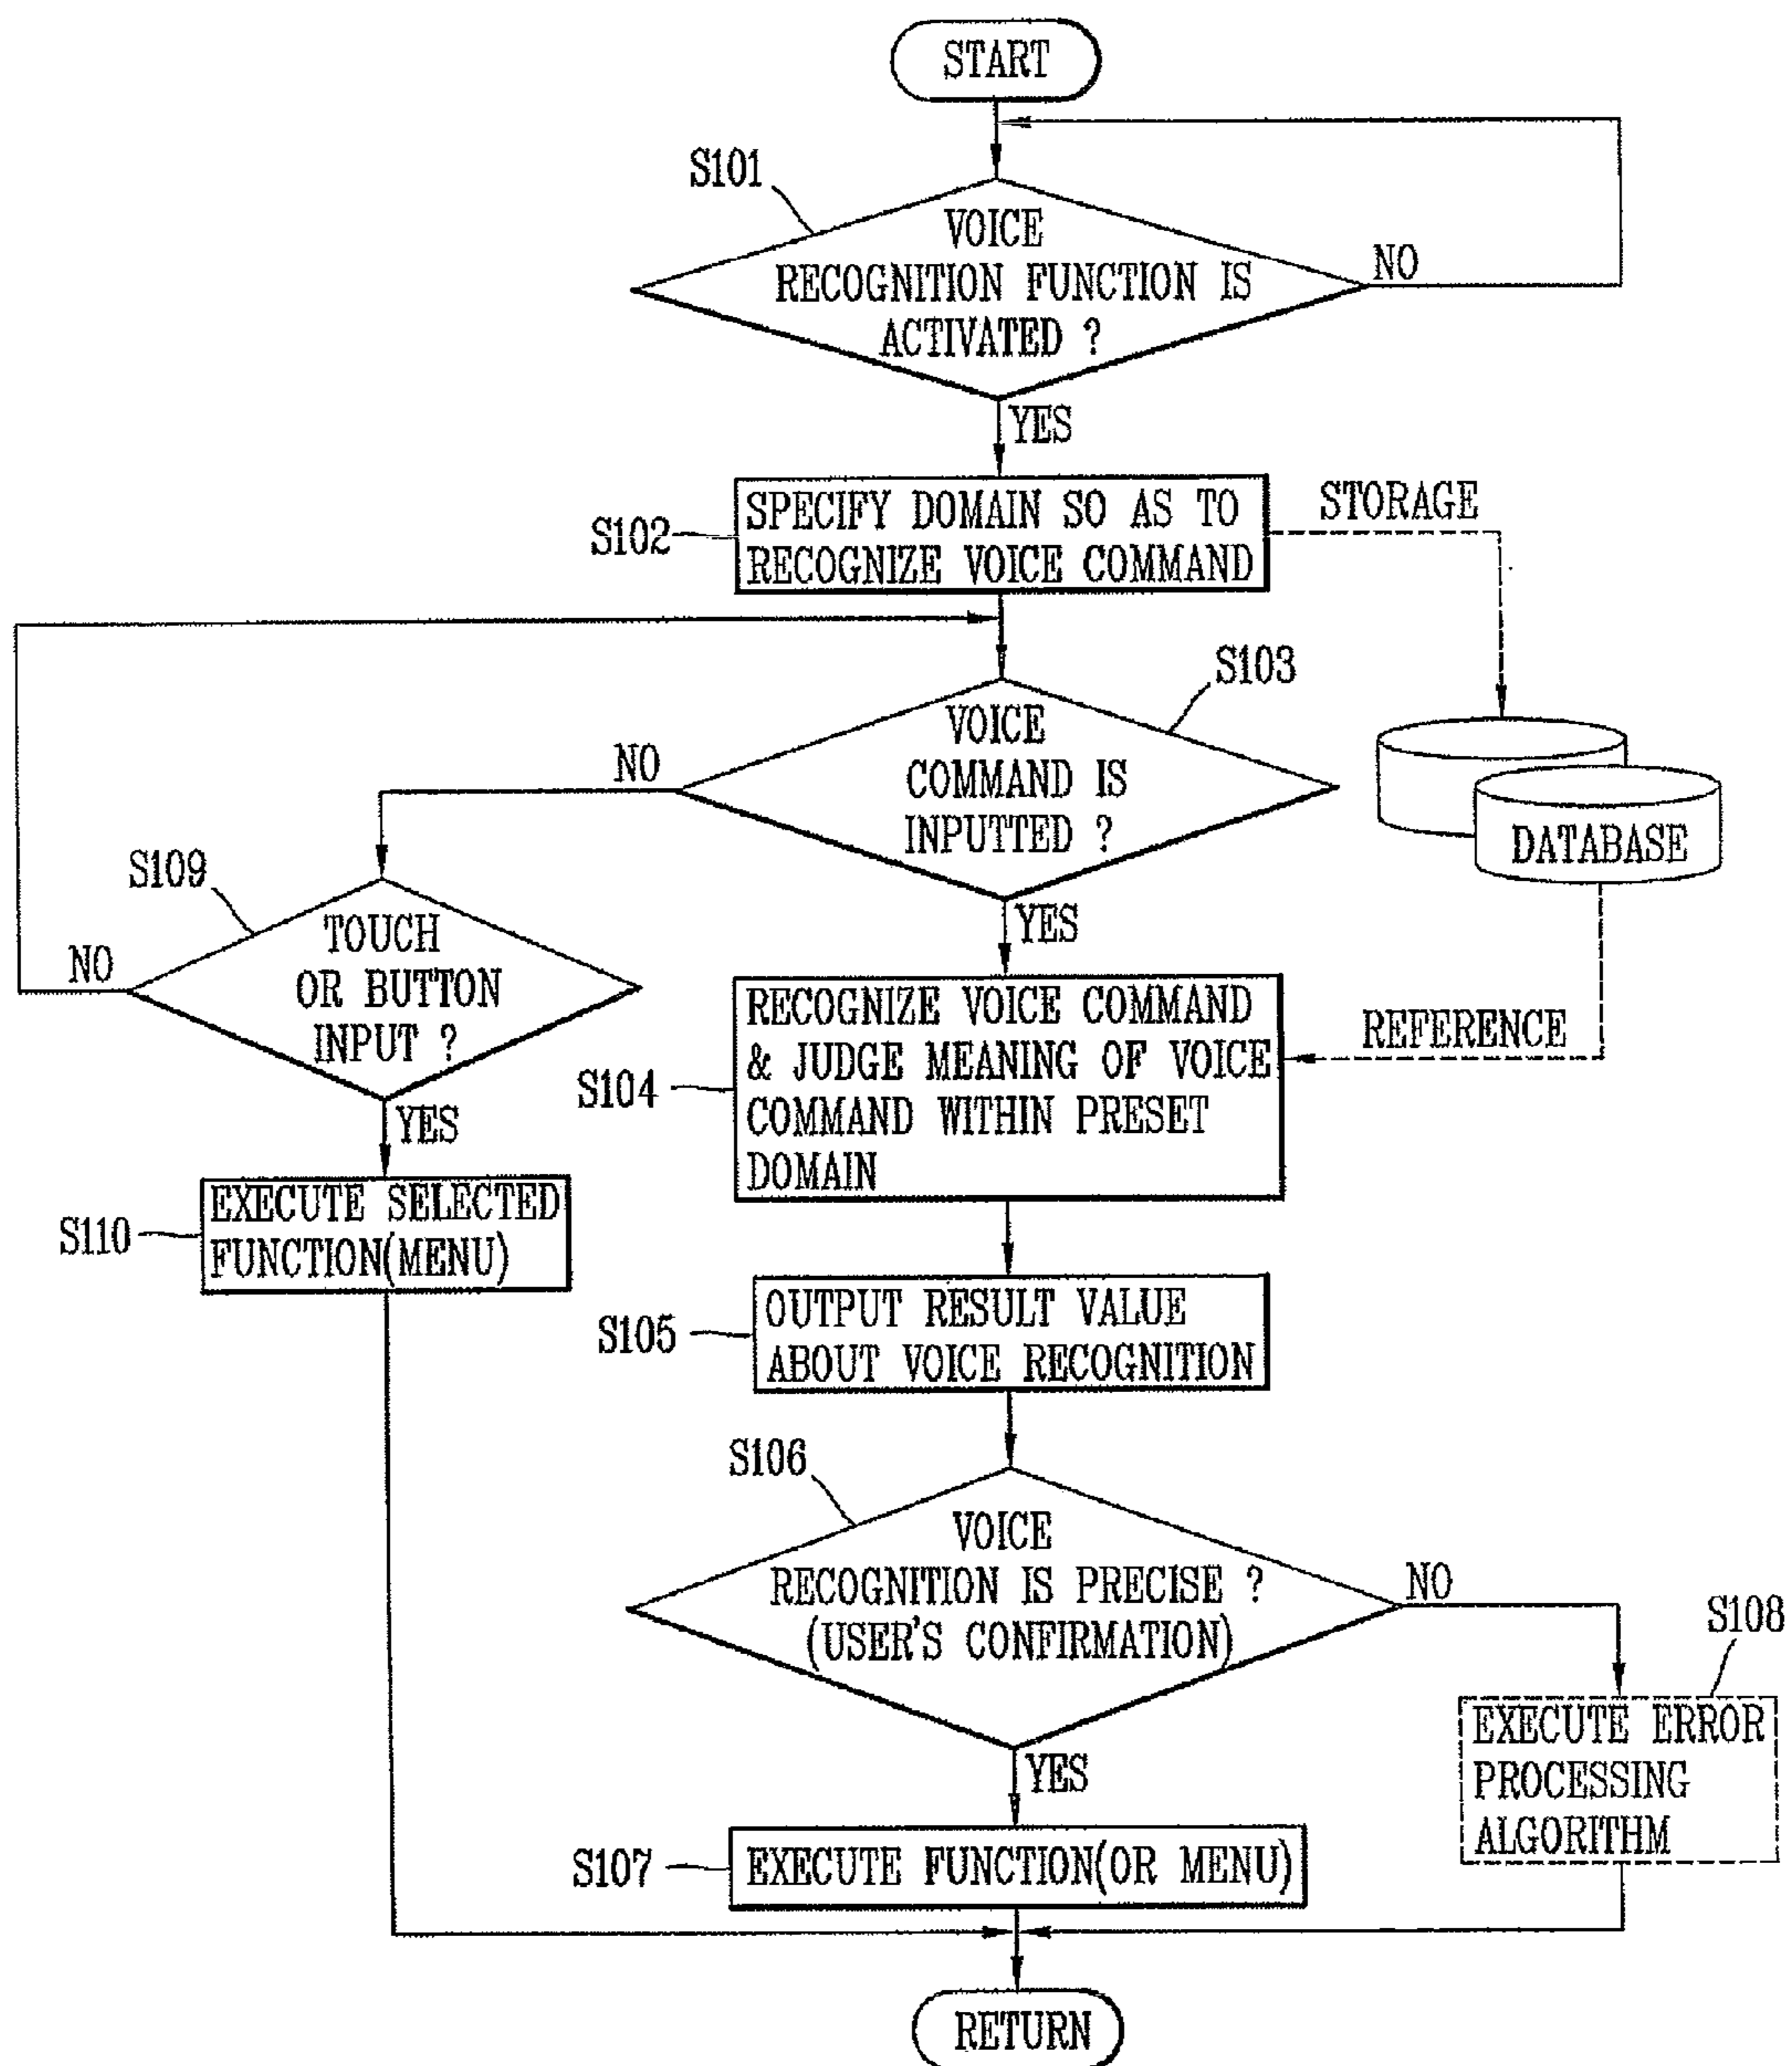 START
S101
VOICE
RECOGNITION FUNCTION IS
ACTIVATED ?
NO
YES
S102
SPECIFY DOMAIN SO AS TO
RECOGNIZE VOICE COMMAND
STORAGE
S103
VOICE
COMMAND IS
INPUTTED ?
NO
DATABASE
S109
TOUCH
OR BUTTON
INPUT ?
NO
YES
YES
S104
RECOGNIZE VOICE COMMAND
& JUDGE MEANING OF VOICE
COMMAND WITHIN PRESET
DOMAIN
REFERENCE
S110
EXECUTE SELECTED
FUNCTION(MENU)
S105
OUTPUT RESULT VALUE
ABOUT VOICE RECOGNITION
S106
VOICE
RECOGNITION IS PRECISE ?
(USER'S CONFIRMATION)
NO
S108
EXECUTE ERROR
PROCESSING
ALGORITHM
YES
S107
EXECUTE FUNCTION(OR MENU)
RETURN